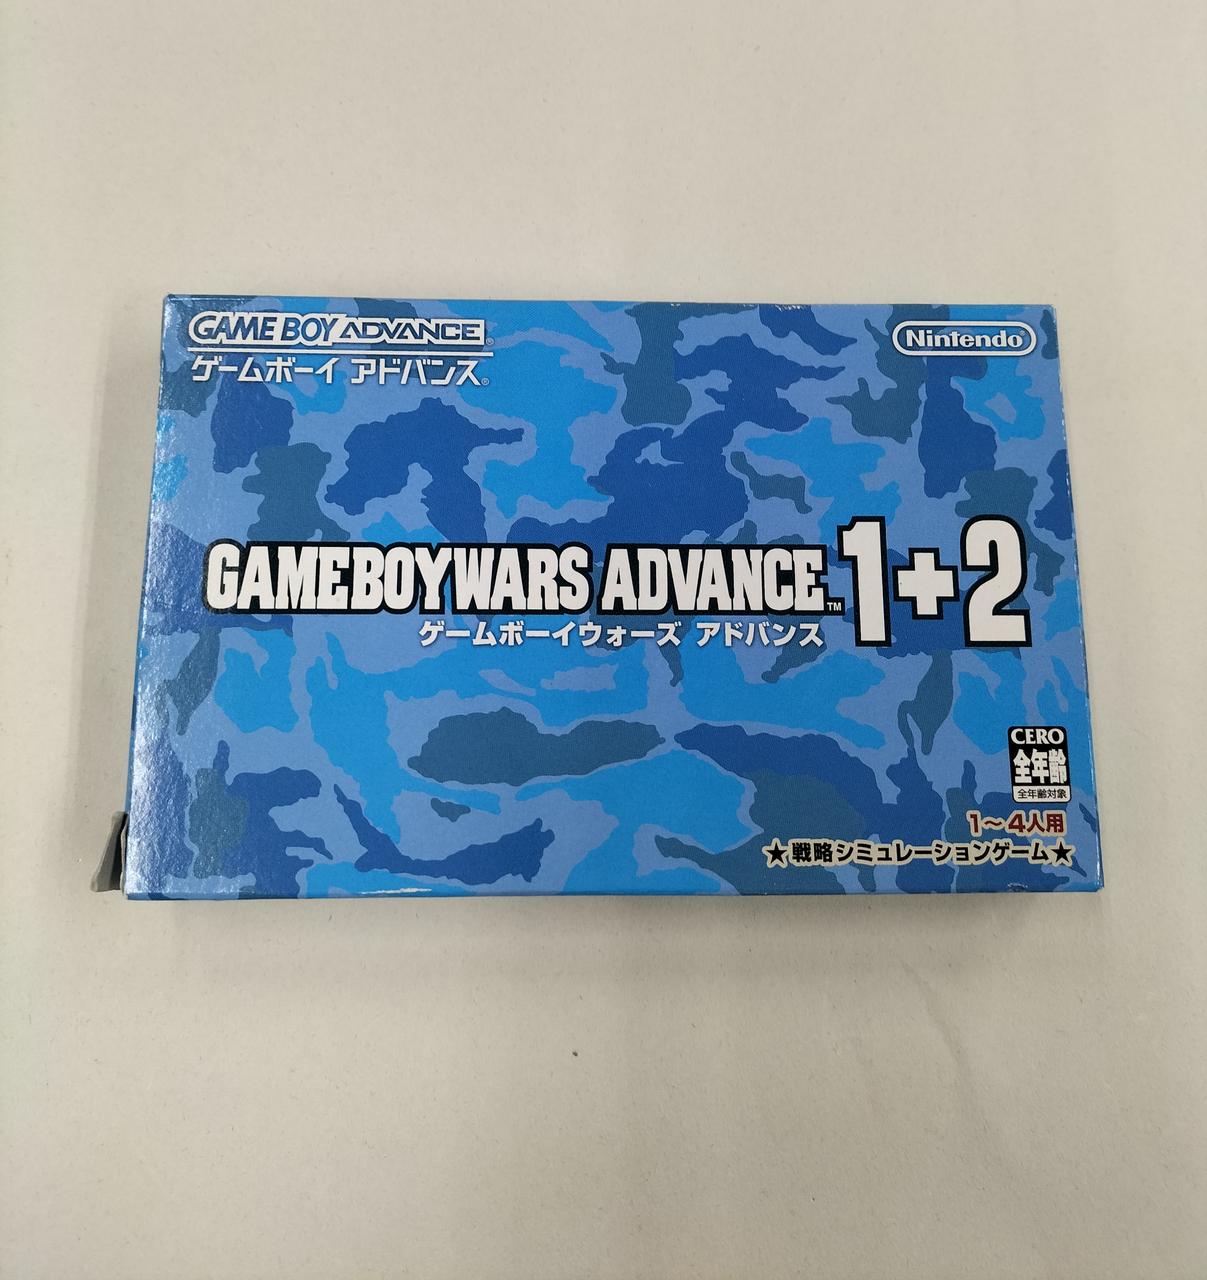 GAME BOY ADVANCE®
ゲームボーイ アドバンス®
Nintendo®
GAMEBOYWARS ADVANCE™ 1+2
ゲームボーイウォーズ アドバンス
CERO
全年齢
全年齢対象
1～4人用
★戦略シミュレーションゲーム★